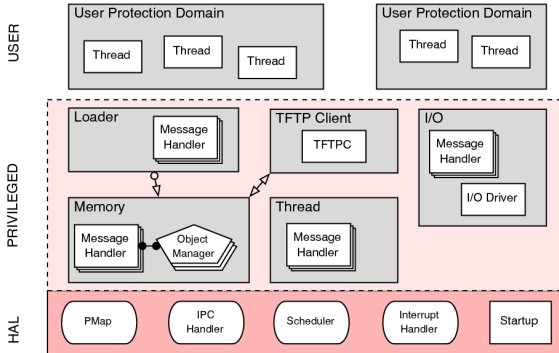 USER
User Protection Domain
Thread
Thread
Thread
User Protection Domain
Thread
Thread
PRIVILEGED
Loader
Message
Handler
TFTP Client
TFTPC
I/O
Message
Handler
I/O Driver
Memory
Message
Handler
Object
Manager
Thread
Message
Handler
HAL
PMap
IPC
Handler
Scheduler
Interrupt
Handler
Startup